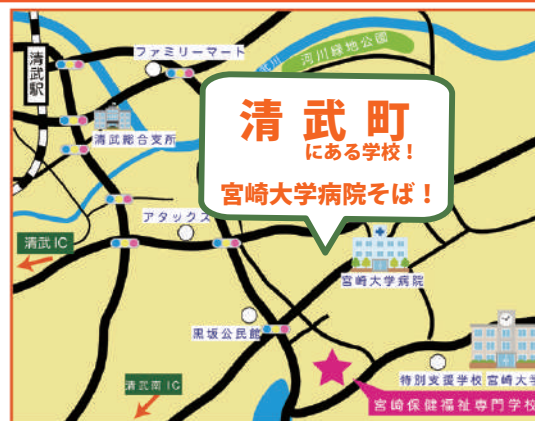 ファミリーマート
河川緑地公園
清武駅
清武町
にある学校！
宮崎大学病院そば！
清武総合支所
アタックス
清武IC
宮崎大学病院
黒坂公民館
清武南IC
特別支援学校
宮崎大学
宮崎保健福祉専門学校